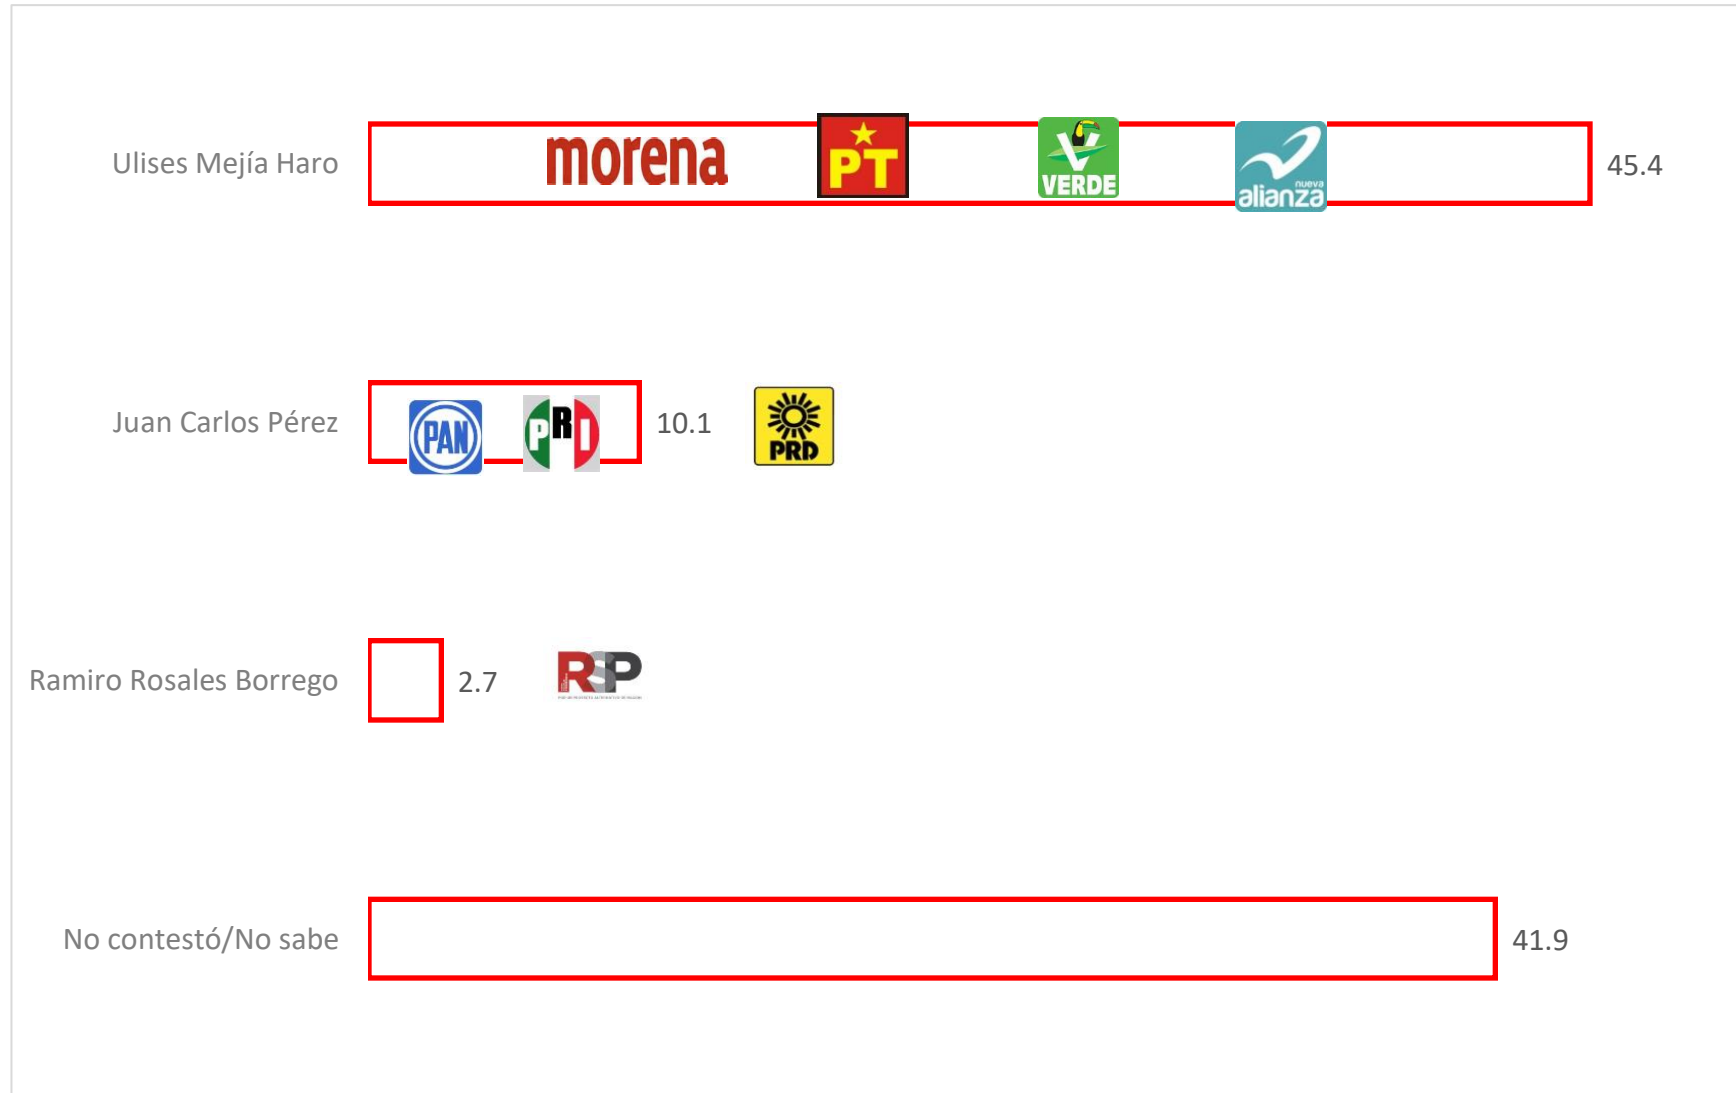 Ulises Mejía Haro
morena
PT
VERDE
nueva
alianza
45.4
Juan Carlos Pérez
PAN
PRI
10.1
PRD
Ramiro Rosales Borrego
2.7
RSP
No contestó/No sabe
41.9